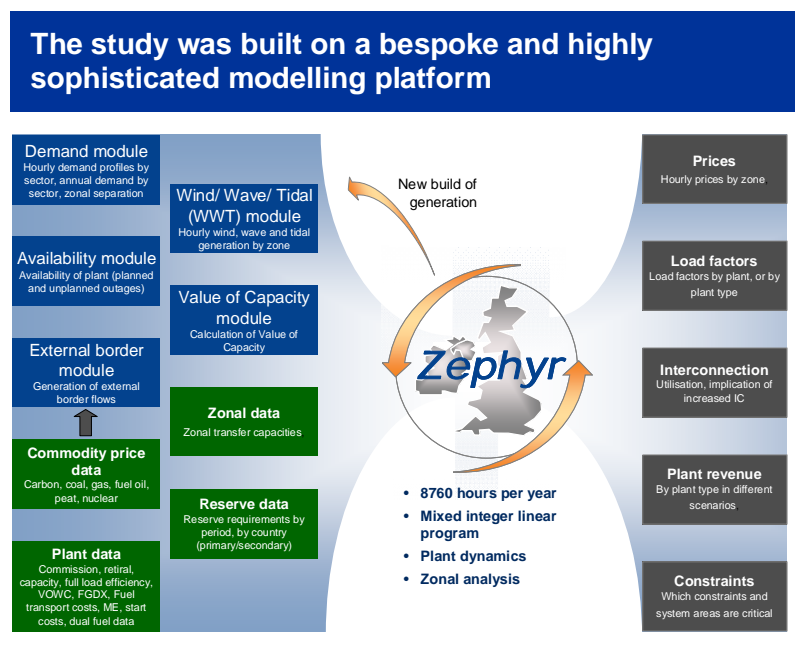 The study was built on a bespoke and highly
sophisticated modelling platform
Demand module
Hourly demand profiles by
sector, annual demand by
sector, zonal separation
Availability module
Availability of plant (planned
and unplanned outages)
External border
module
Generation of external
border flows
Commodity price
data
Carbon, coal, gas, fuel oil,
peat, nuclear
Plant data
Commission, retiral,
capacity, full load efficiency,
VOWC, FGDX, Fuel
transport costs, ME, start
costs, dual fuel data
Wind/ Wave/ Tidal
(WWT) module
Hourly wind, wave and tidal
generation by zone
Value of Capacity
module
Calculation of Value of
Capacity
Zonal data
Zonal transfer capacities
Reserve data
Reserve requirements by
period, by country
(primary/secondary)
New build of
generation
Zephyr
• 8760 hours per year
• Mixed integer linear
program
• Plant dynamics
• Zonal analysis
Prices
Hourly prices by zone
Load factors
Load factors by plant, or by
plant type
Interconnection
Utilisation, implication of
increased IC
Plant revenue
By plant type in different
scenarios
Constraints
Which constraints and
system areas are critical